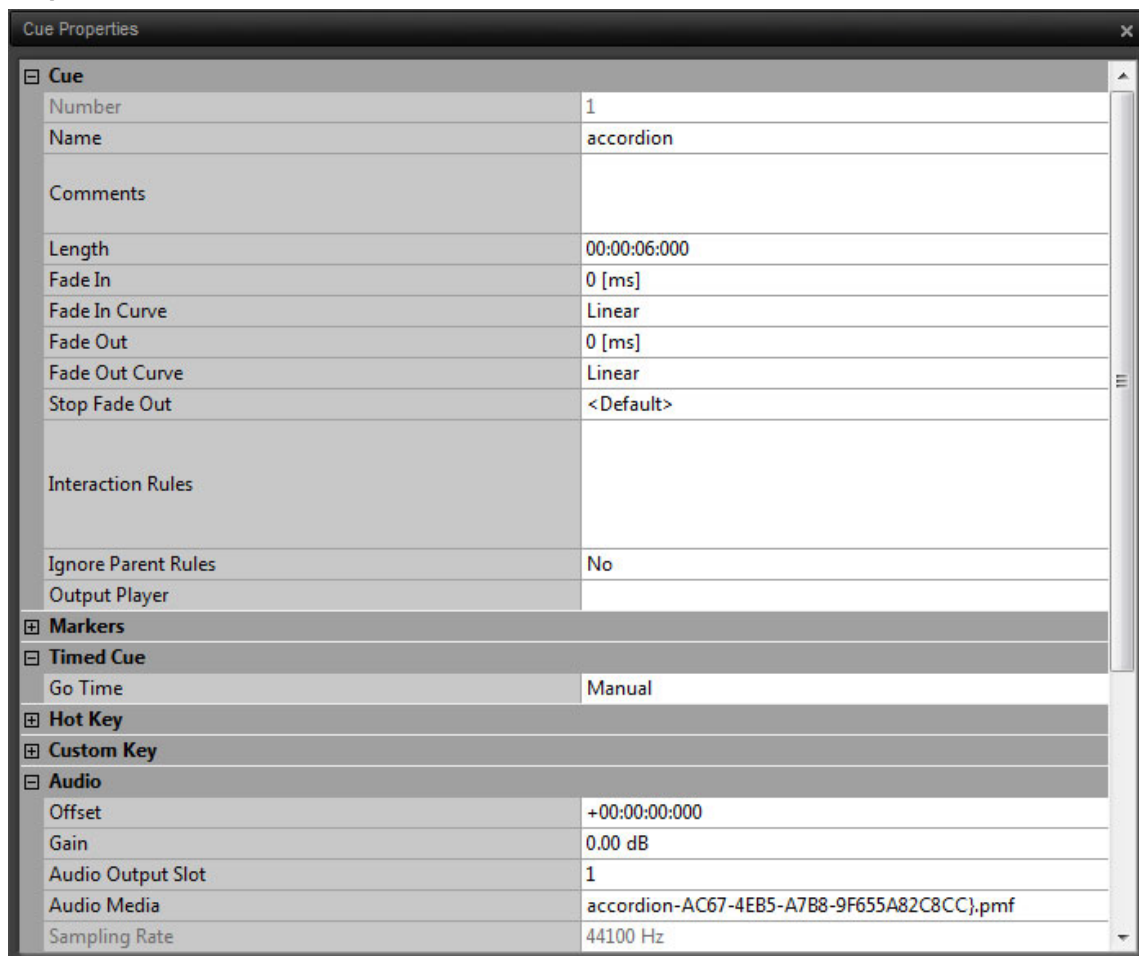 Cue Properties
Cue
Number 1
Name accordion
Comments
Length 00:00:06:000
Fade In 0 [ms]
Fade In Curve Linear
Fade Out 0 [ms]
Fade Out Curve Linear
Stop Fade Out <Default>
Interaction Rules
Ignore Parent Rules No
Output Player
Markers
Timed Cue
Go Time Manual
Hot Key
Custom Key
Audio
Offset +00:00:00:000
Gain 0.00 dB
Audio Output Slot 1
Audio Media accordion-AC67-4EB5-A7B8-9F655A82C8CC}.pmf
Sampling Rate 44100 Hz